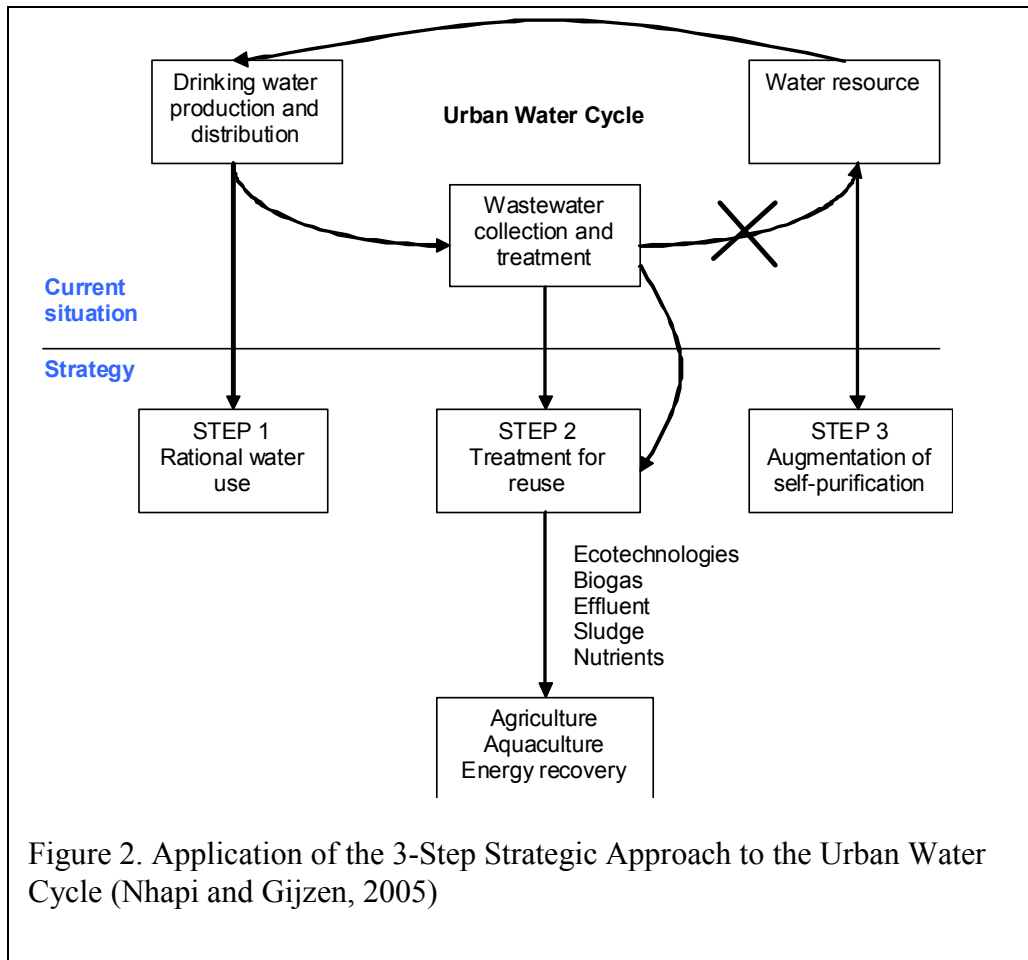 Drinking water
production and
distribution
Urban Water Cycle
Water resource
Wastewater
collection and
treatment
Current
situation
Strategy
STEP 1
Rational water
use
STEP 2
Treatment for
reuse
STEP 3
Augmentation of
self-purification
Ecotechnologies
Biogas
Effluent
Sludge
Nutrients
Agriculture
Aquaculture
Energy recovery
Figure 2. Application of the 3-Step Strategic Approach to the Urban Water
Cycle (Nhapi and Gijzen, 2005)